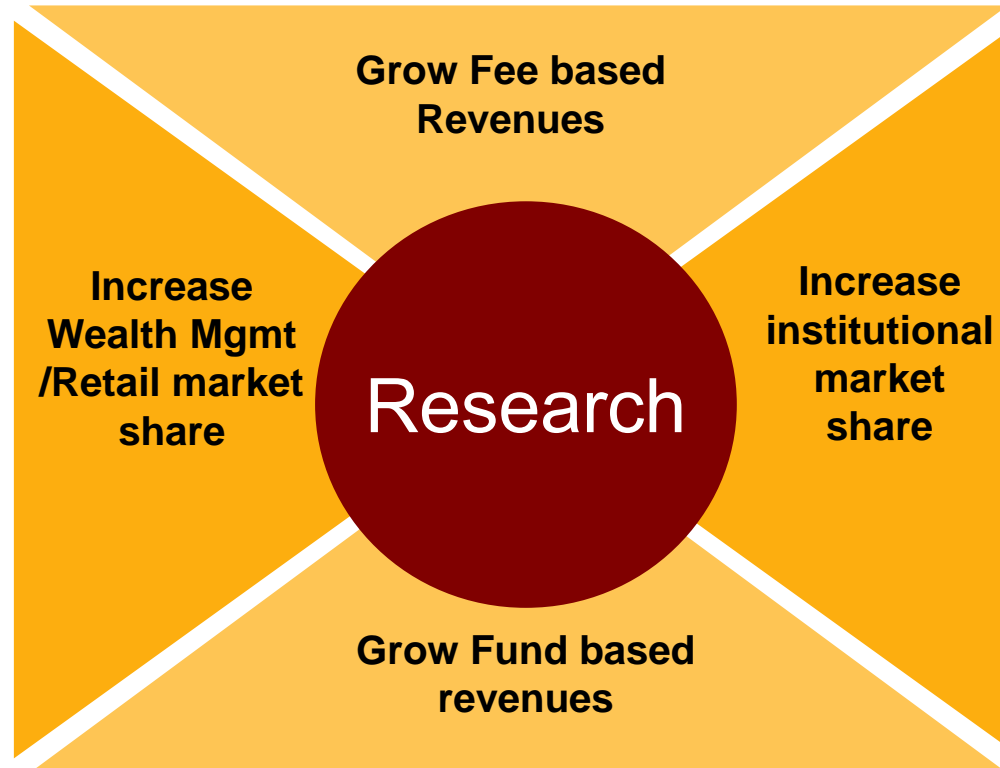 Grow Fee based
Revenues
Increase
Wealth Mgmt
/Retail market
share
Research
Increase
institutional
market
share
Grow Fund based
revenues